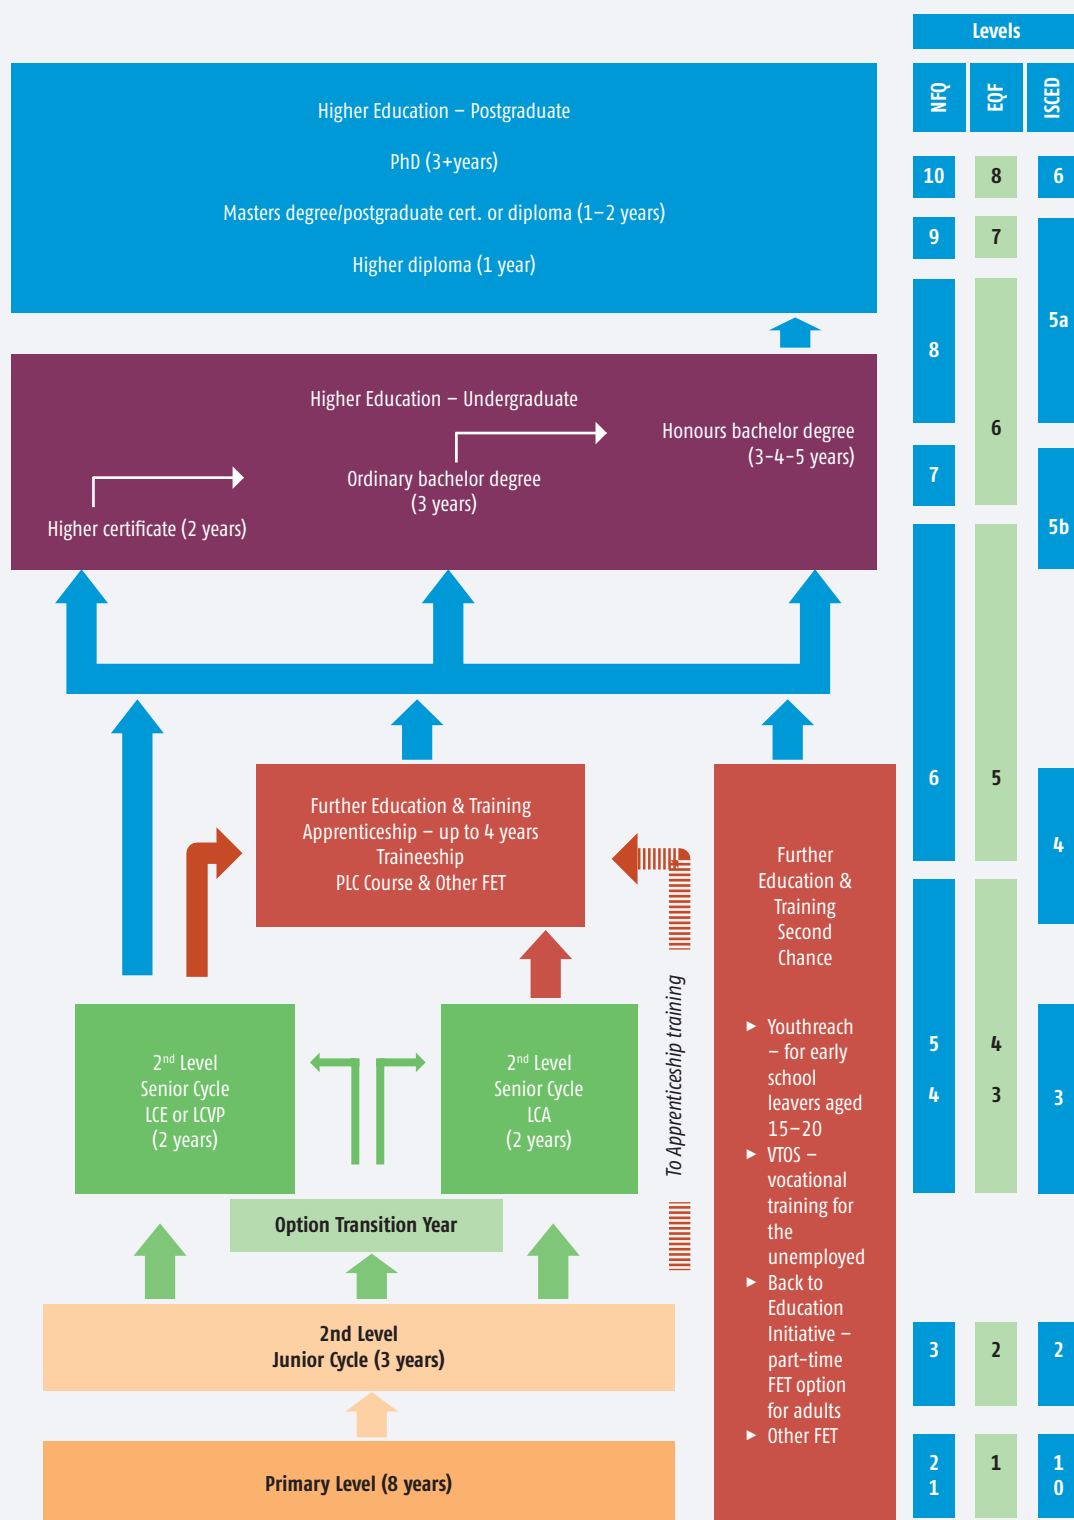 Levels
NFQ
EQF
ISCED
Higher Education – Postgraduate
PhD (3+years)
Masters degree/postgraduate cert. or diploma (1–2 years)
Higher diploma (1 year)
10
8
6
9
7
5a
8
6
7
5b
Higher Education – Undergraduate
Honours bachelor degree
(3-4-5 years)
Ordinary bachelor degree
(3 years)
Higher certificate (2 years)
6
5
4
Further Education & Training
Apprenticeship – up to 4 years
Traineeship
PLC Course & Other FET
Further
Education &
Training
Second
Chance
► Youthreach
– for early
school
leavers aged
15–20
► VTOS –
vocational
training for
the
unemployed
► Back to
Education
Initiative –
part-time
FET option
for adults
► Other FET
To Apprenticeship training
2nd Level
Senior Cycle
LCE or LCVP
(2 years)
2nd Level
Senior Cycle
LCA
(2 years)
5
4
4
3
3
Option Transition Year
2nd Level
Junior Cycle (3 years)
3
2
2
Primary Level (8 years)
2
1
1
1
0